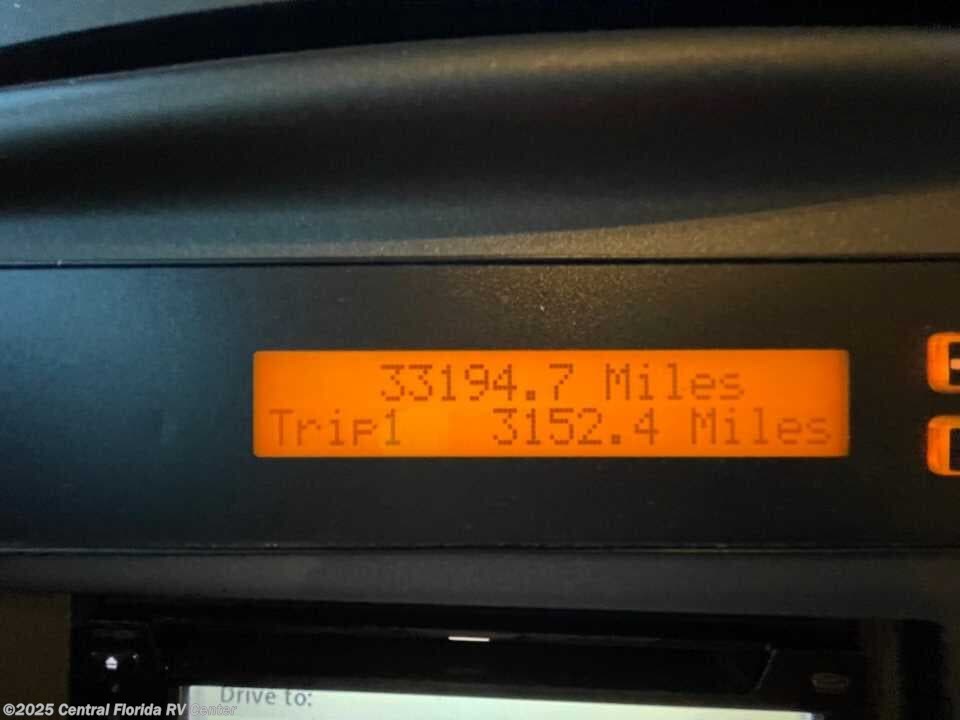 33194.7 Miles
Trip1 3152.4 Miles
Drive to:
©2025 Central Florida RV Center